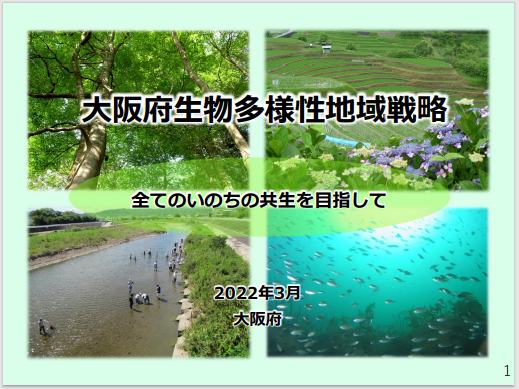 大阪府生物多様性地域戦略
全てのいのちの共生を目指して
2022年3月
大阪府
1